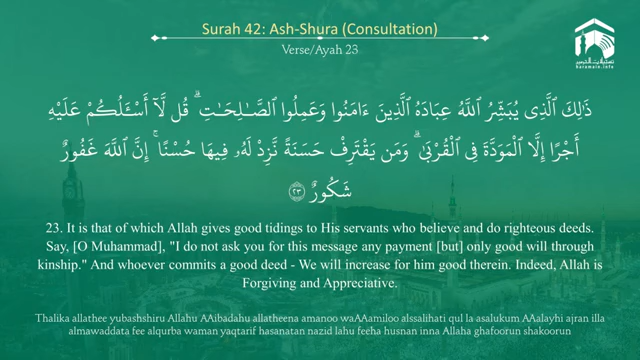 Surah 42: Ash-Shura (Consultation)
Verse/Ayah 23
haramain.info
ذَٰلِكَ ٱلَّذِى يُبَشِّرُ ٱللَّهُ عِبَادَهُ ٱلَّذِينَ ءَامَنُوا۟ وَعَمِلُوا۟ ٱلصَّـٰلِحَـٰتِ ۗ قُل لَّآ أَسْـَٔلُكُمْ عَلَيْهِ
أَجْرًا إِلَّا ٱلْمَوَدَّةَ فِى ٱلْقُرْبَىٰ ۗ وَمَن يَقْتَرِفْ حَسَنَةً نَّزِدْ لَهُۥ فِيهَا حُسْنًا ۚ إِنَّ ٱللَّهَ غَفُورٌ
شَكُورٌ ٢٣
23. It is that of which Allah gives good tidings to His servants who believe and do righteous deeds.
Say, [O Muhammad], "I do not ask you for this message any payment [but] only good will through
kinship." And whoever commits a good deed - We will increase for him good therein. Indeed, Allah is
Forgiving and Appreciative.
Thalika allathee yubashshiru Allahu AAibadahu allatheena amanoo waAAamiloo alssalihati qul la asalukum AAalayhi ajran illa
almawaddata fee alqurba waman yaqtarif hasanatan nazid lahu feeha husnan inna Allaha ghafoorun shakoorun